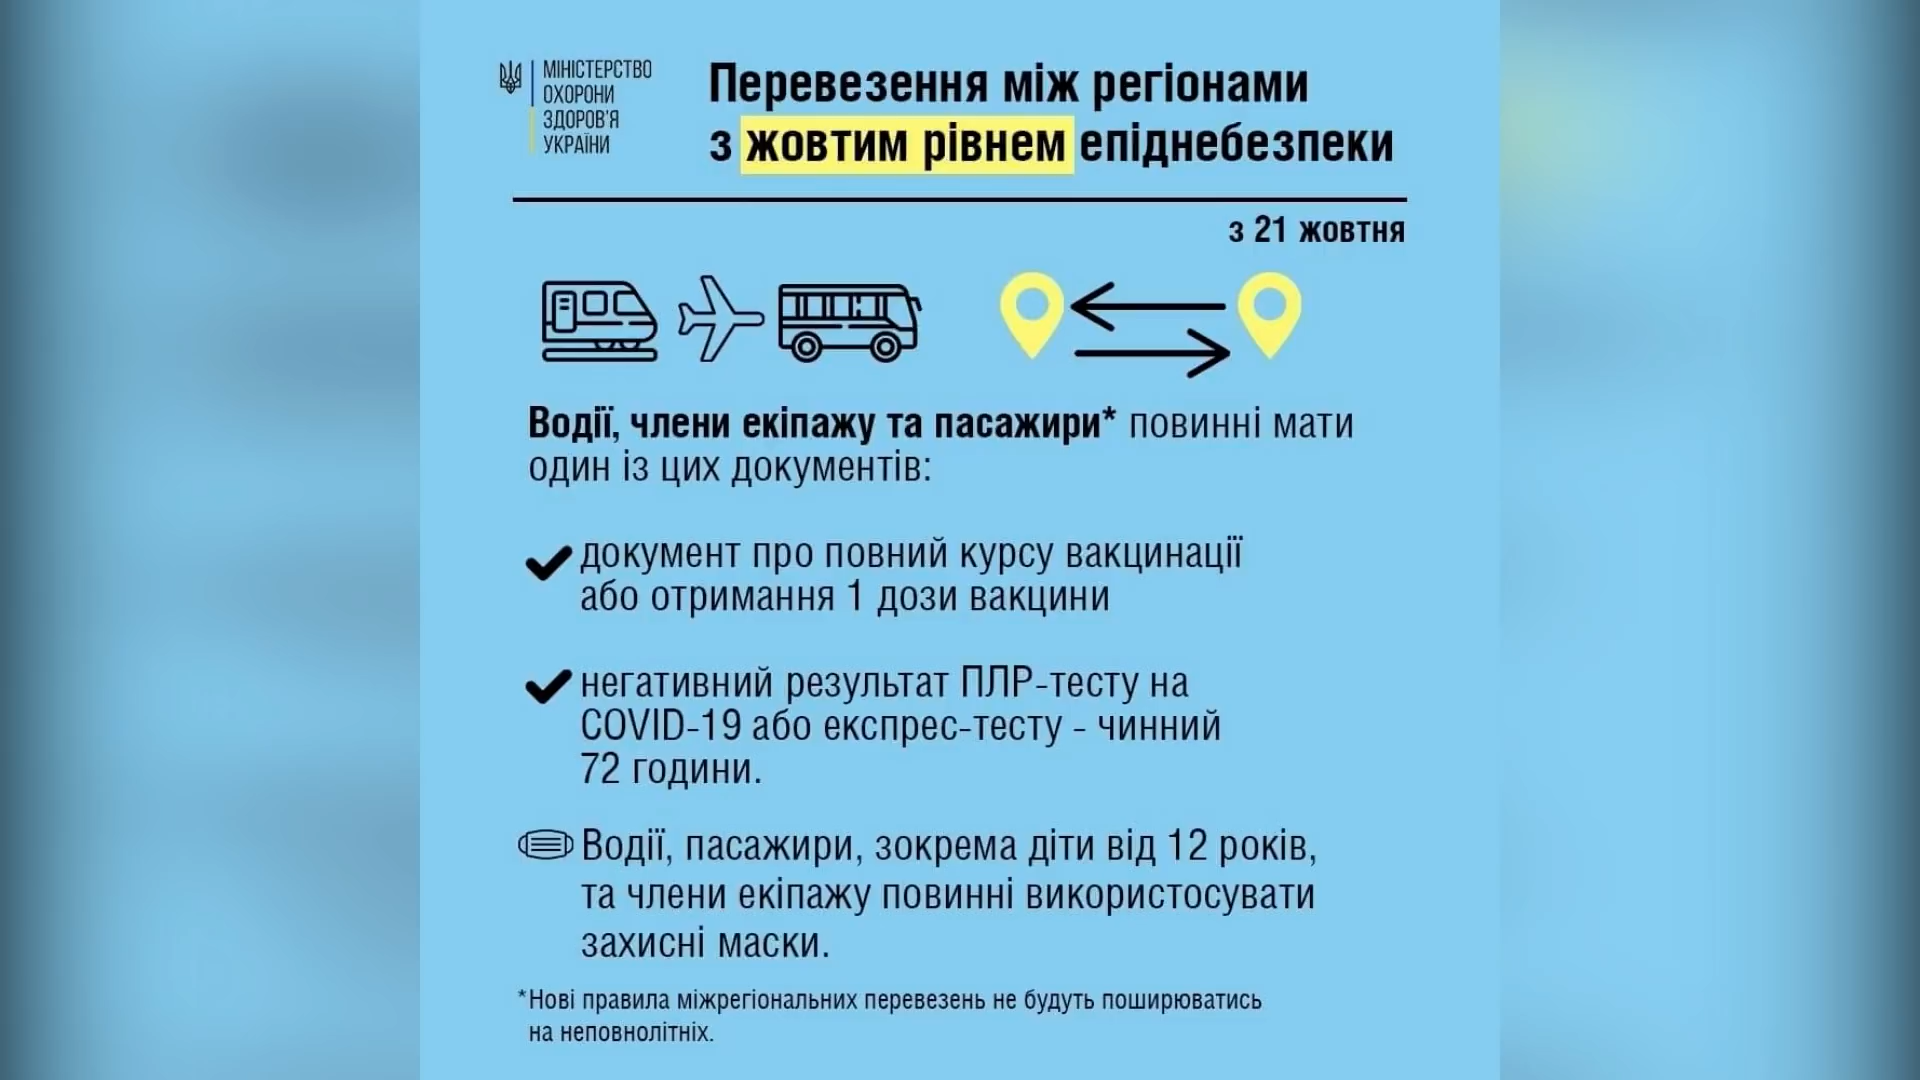 МІНІСТЕРСТВО
ОХОРОНИ
ЗДОРОВ'Я
УКРАЇНИ
Перевезення між регіонами
з жовтим рівнем епіднебезпеки
з 21 жовтня
Водії, члени екіпажу та пасажири* повинні мати
один із цих документів:
документ про повний курсу вакцинації
або отримання 1 дози вакцини
негативний результат ПЛР-тесту на
COVID-19 або експрес-тесту - чинний
72 години.
Водії, пасажири, зокрема діти від 12 років,
та члени екіпажу повинні використосувати
захисні маски.
*Нові правила міжрегіональних перевезень не будуть поширюватись
на неповнолітніх.